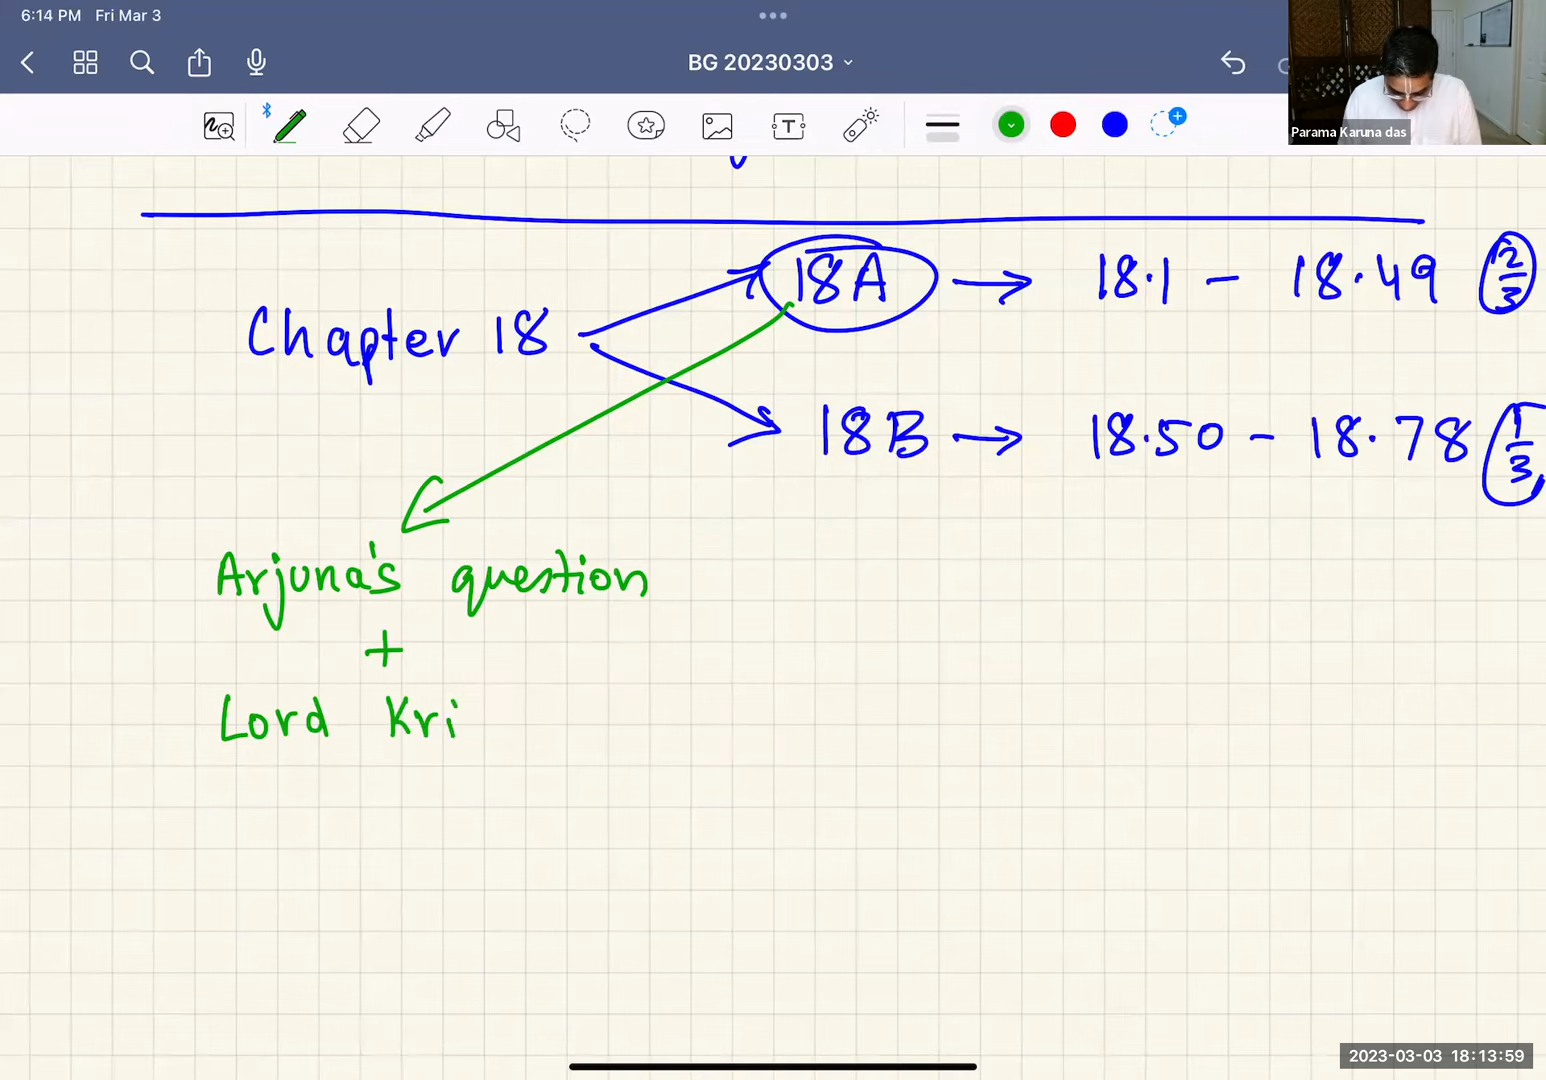 6:14 PM Fri Mar 3
BG 20230303
Parama Karuna das
18A → 18.1 - 18.49 2/3
Chapter 18
18B → 18.50 - 18.78 1/3
Arjuna's question
+
Lord Kri
2023-03-03 18:13:59